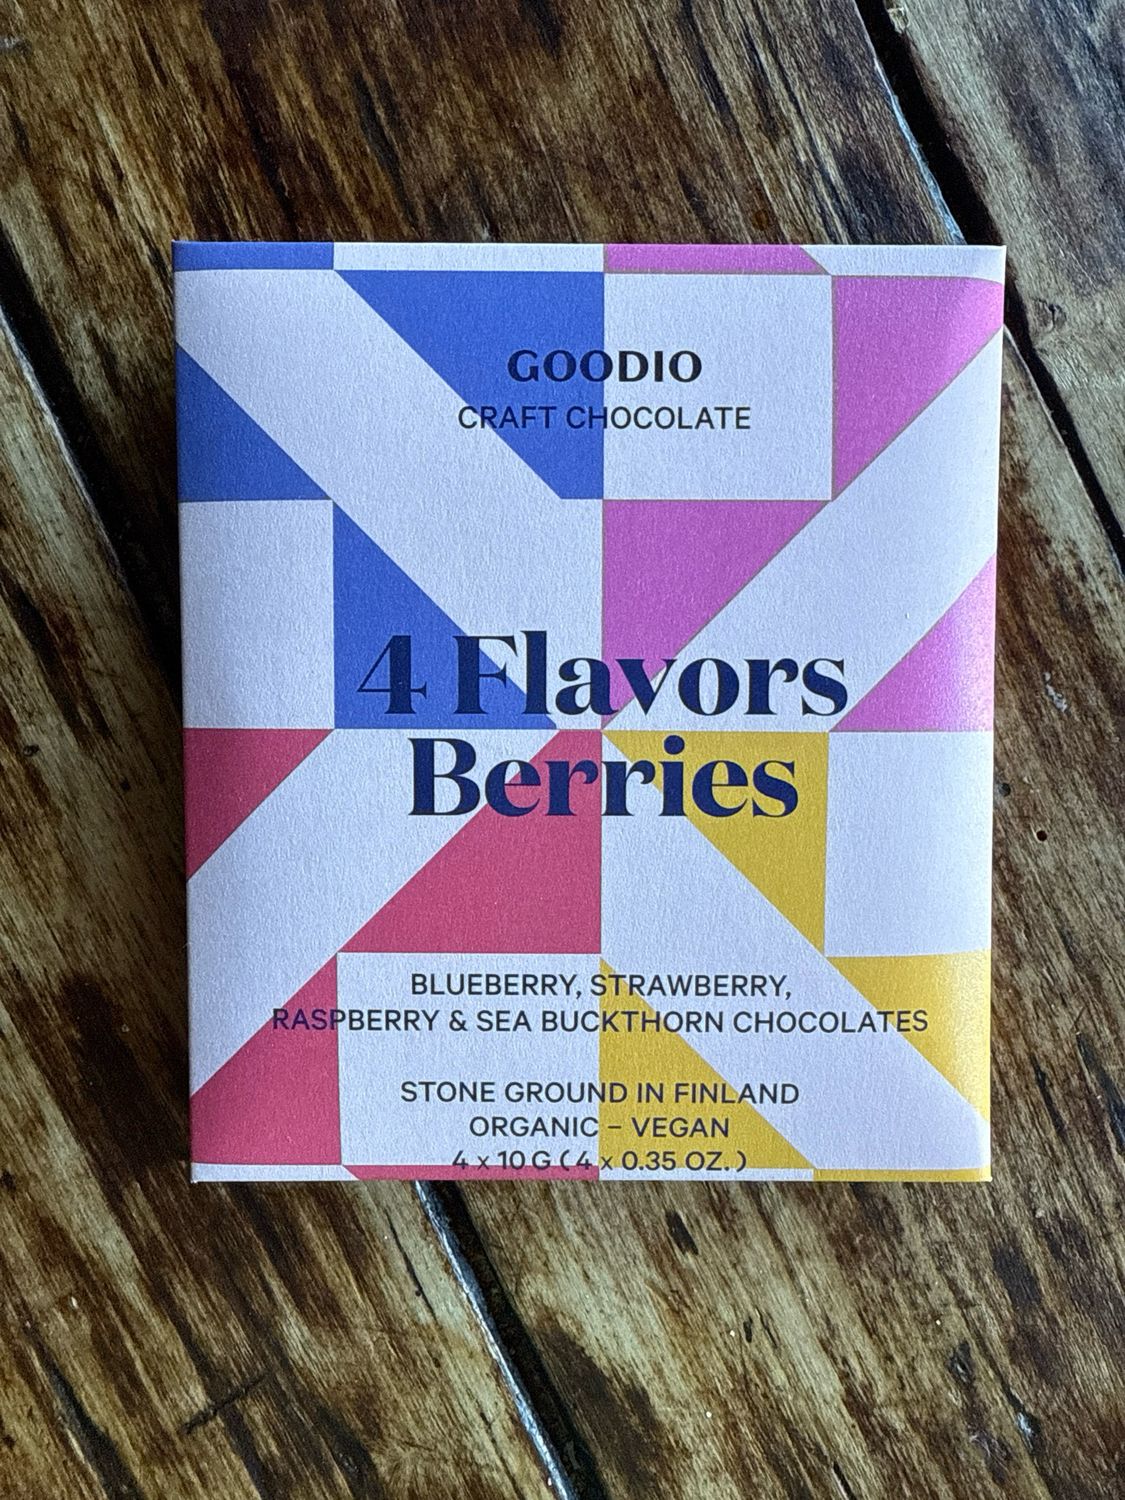 GOODIO
CRAFT CHOCOLATE
4 Flavors
Berries
BLUEBERRY, STRAWBERRY,
RASPBERRY & SEA BUCKTHORN CHOCOLATES
STONE GROUND IN FINLAND
ORGANIC – VEGAN
4 x 10 G ( 4 x 0.35 OZ. )